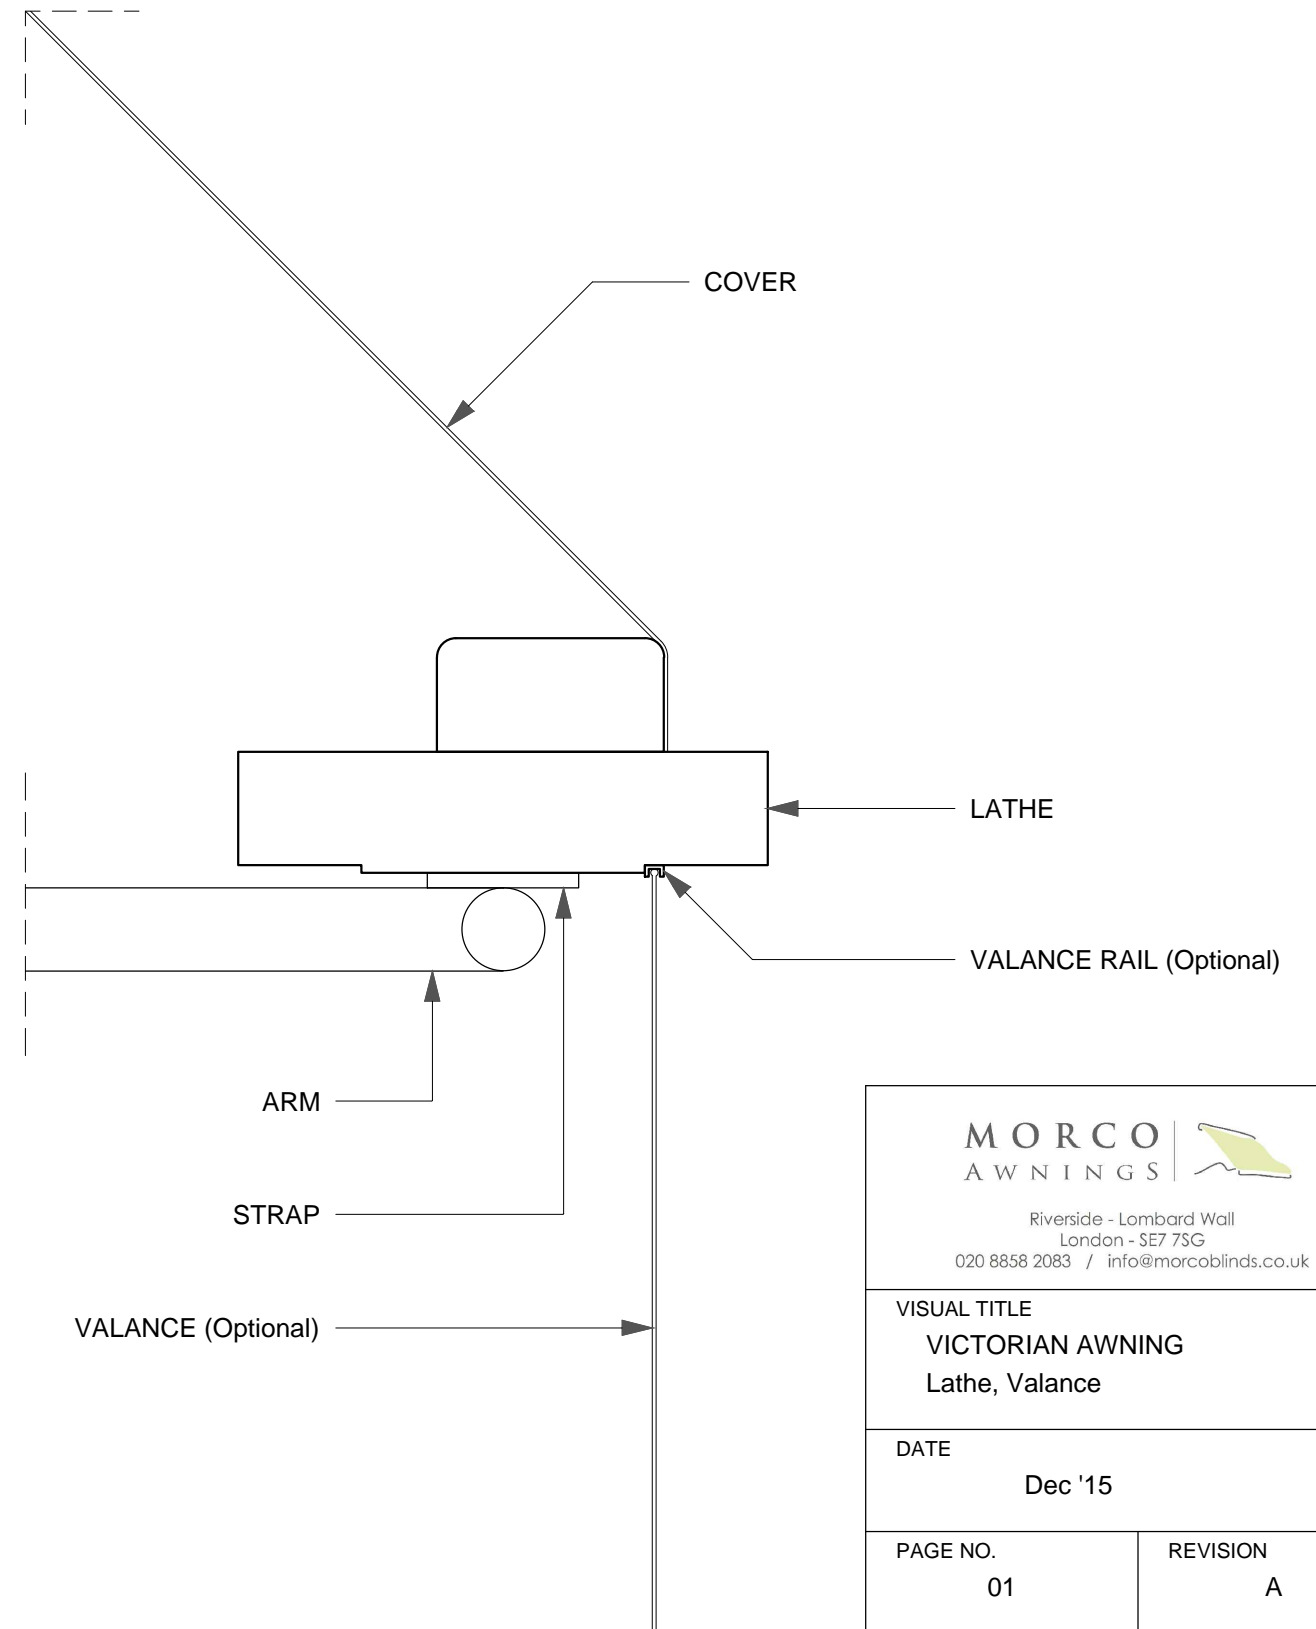 COVER
LATHE
VALANCE RAIL (Optional)
ARM
STRAP
VALANCE (Optional)
MORCO
AWNINGS
Riverside - Lombard Wall
London - SE7 7SG
020 8858 2083 / info@morcoblinds.co.uk
VISUAL TITLE
VICTORIAN AWNING
Lathe, Valance
DATE
Dec '15
PAGE NO.
01
REVISION
A